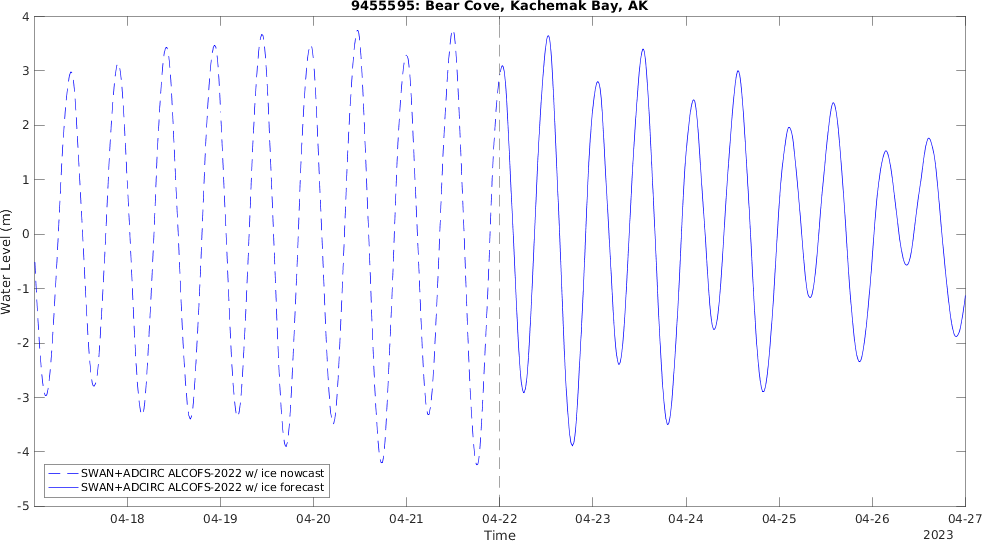 9455595: Bear Cove, Kachemak Bay, AK
Water Level (m)
4
3
2
1
0
-1
-2
-3
-4
-5
SWAN+ADCIRC ALCOFS-2022 w/ ice nowcast
SWAN+ADCIRC ALCOFS-2022 w/ ice forecast
04-18 04-19 04-20 04-21 04-22 04-23 04-24 04-25 04-26 04-27
Time
2023